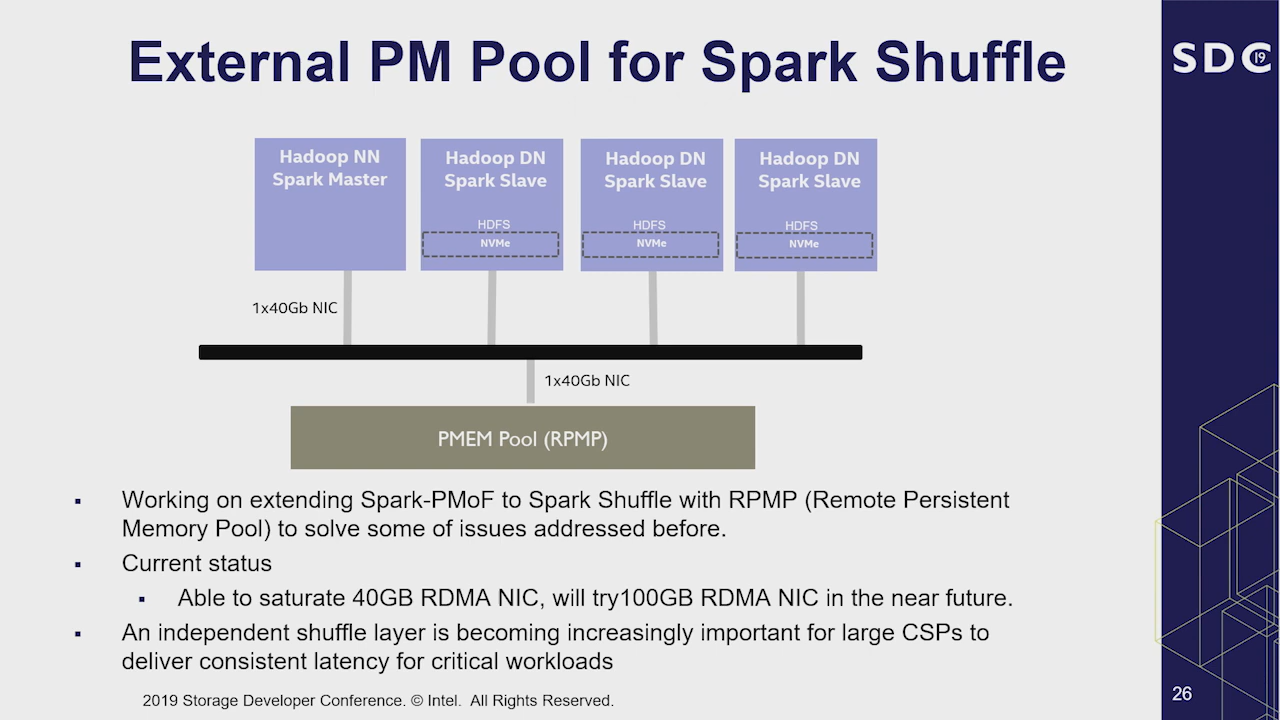 External PM Pool for Spark Shuffle
SDC 19
Hadoop NN
Spark Master
Hadoop DN
Spark Slave
HDFS
NVMe
Hadoop DN
Spark Slave
HDFS
NVMe
Hadoop DN
Spark Slave
HDFS
NVMe
1x40Gb NIC
1x40Gb NIC
PMEM Pool (RPMP)
▪ Working on extending Spark-PMoF to Spark Shuffle with RPMP (Remote Persistent
Memory Pool) to solve some of issues addressed before.
▪ Current status
▪ Able to saturate 40GB RDMA NIC, will try100GB RDMA NIC in the near future.
▪ An independent shuffle layer is becoming increasingly important for large CSPs to
deliver consistent latency for critical workloads
2019 Storage Developer Conference. © Intel. All Rights Reserved.
26